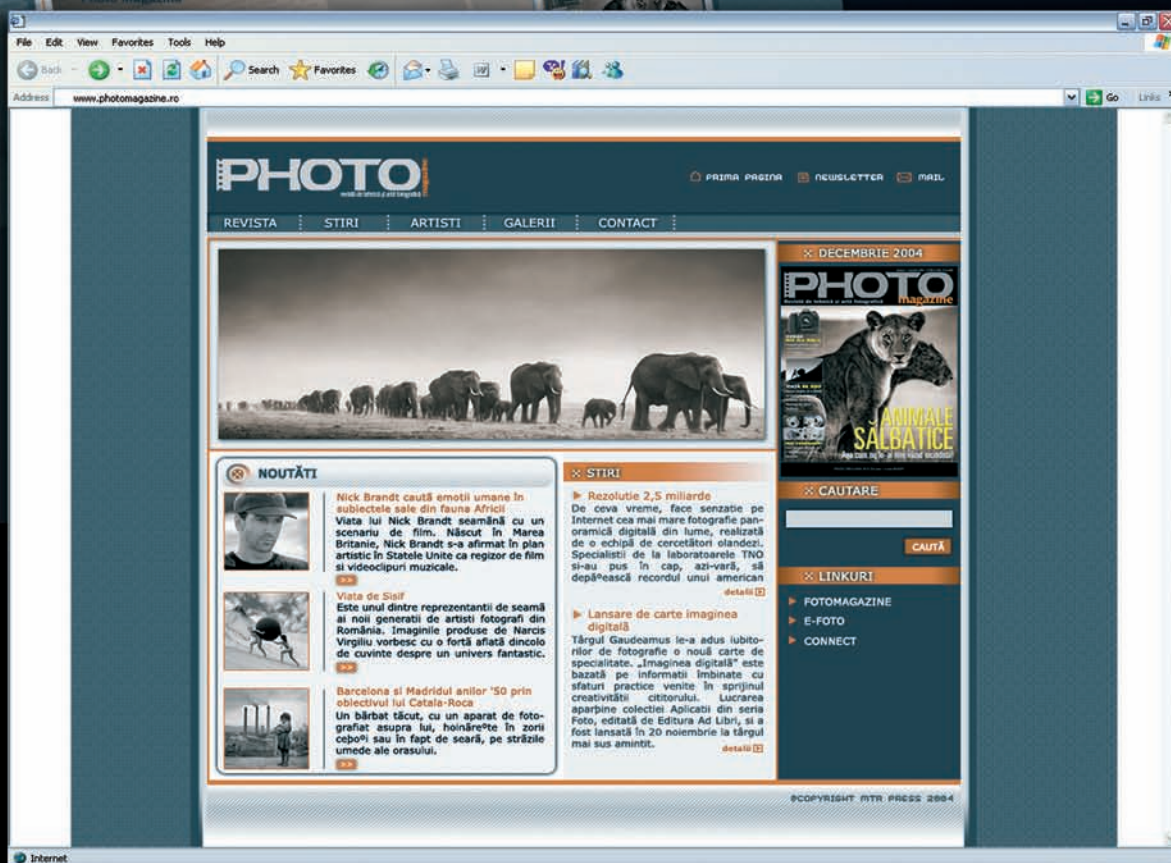 File Edit View Favorites Tools Help
Back Search Favorites
Address www.photomagazine.ro Go Links
PHOTO magazine
PRIMA PAGINA NEWSLETTER MAIL
REVISTA STIRI ARTISTI GALERII CONTACT
DECEMBRIE 2004
PHOTO
magazine
ANIMALE
SĂLBATICE
NOUTĂTI
Nick Brandt caută emotii umane în
subiectele sale din fauna Africii
Viata lui Nick Brandt seamănă cu un
scenariu de film. Născut în Marea
Britanie, Nick Brandt s-a afirmat în plan
artistic în Statele Unite ca regizor de film
si videoclipuri muzicale.
>>
Viata de Sisif
Este unul dintre reprezentantii de seamă
ai noii generatii de artisti fotografi din
România. Imaginile produse de Narcis
Virgiliu vorbesc cu o fortă aflată dincolo
de cuvinte despre un univers fantastic.
>>
Barcelona si Madridul anilor '50 prin
obiectivul lui Catala-Roca
Un bărbat tăcut, cu un aparat de foto-
grafiat asupra lui, hoinăreºte în zorii
ceþoºi sau în fapt de seară, pe străzile
umede ale orasului.
>>
STIRI
Rezolutie 2,5 miliarde
De ceva vreme, face senzatie pe
Internet cea mai mare fotografie pan-
oramică digitală din lume, realizată
de o echipă de cercetători olandezi.
Specialistii de la laboratoarele TNO
si-au pus în cap, azi-vară, să
depăºească recordul unui american
detalii
Lansare de carte imaginea
digitală
Târgul Gaudeamus le-a adus iubito-
rilor de fotografie o nouă carte de
specialitate. „Imaginea digitală” este
bazată pe informatii îmbinate cu
sfaturi practice venite în sprijinul
creativitătii cititorului. Lucrarea
aparþine colectiei Aplicatii din seria
Foto, editată de Editura Ad Libri, si a
fost lansată în 20 noiembrie la târgul
mai sus amintit.
detalii
CAUTARE
CAUTĂ
LINKURI
FOTOMAGAZINE
E-FOTO
CONNECT
©COPYRIGHT MTR PRESS 2004
Internet